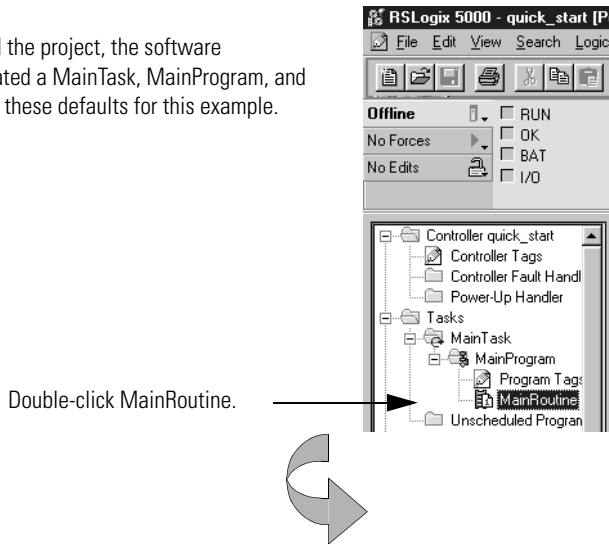 RSLogix 5000 - quick_start [P
File Edit View Search Logic
the project, the software
ated a MainTask, MainProgram, and
these defaults for this example.
Offline
RUN
No Forces
OK
BAT
No Edits
I/O
Controller quick_start
Controller Tags
Controller Fault Handl
Power-Up Handler
Tasks
MainTask
MainProgram
Program Tags
Double-click MainRoutine.
MainRoutine
Unscheduled Program